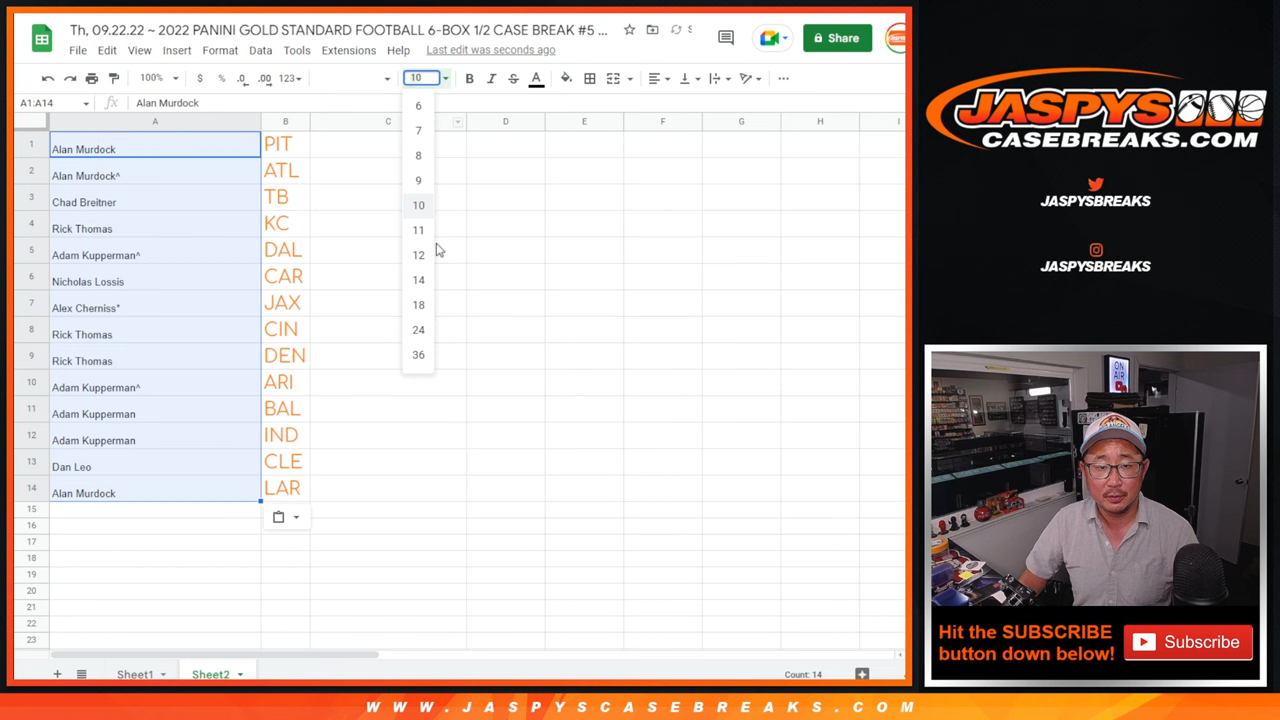 Th, 09.22.22 ~ 2022 PANINI GOLD STANDARD FOOTBALL 6-BOX 1/2 CASE BREAK #5 ...
File Edit View Insert Format Data Tools Extensions Help Last edit was seconds ago
Share
100% $ % .0 .00 123 10
A1:A14 fx Alan Murdock
A B C D E F G H I
1 Alan Murdock PIT
2 Alan Murdock^ ATL
3 Chad Breitner TB
4 Rick Thomas KC
5 Adam Kupperman^ DAL
6 Nicholas Lossis CAR
7 Alex Cherniss* JAX
8 Rick Thomas CIN
9 Rick Thomas DEN
10 Adam Kupperman^ ARI
11 Adam Kupperman BAL
12 Adam Kupperman IND
13 Dan Leo CLE
14 Alan Murdock LAR
15
16
17
18
19
20
21
22
23
6
7
8
9
10
11
12
14
18
24
36
Sheet1 Sheet2 Count: 14
JASPYS
CASEBREAKS.COM
JASPYSBREAKS
JASPYSBREAKS
ON
AIR
Hit the SUBSCRIBE
button down below!
Subscribe
WWW.JASPYSCASEBREAKS.COM